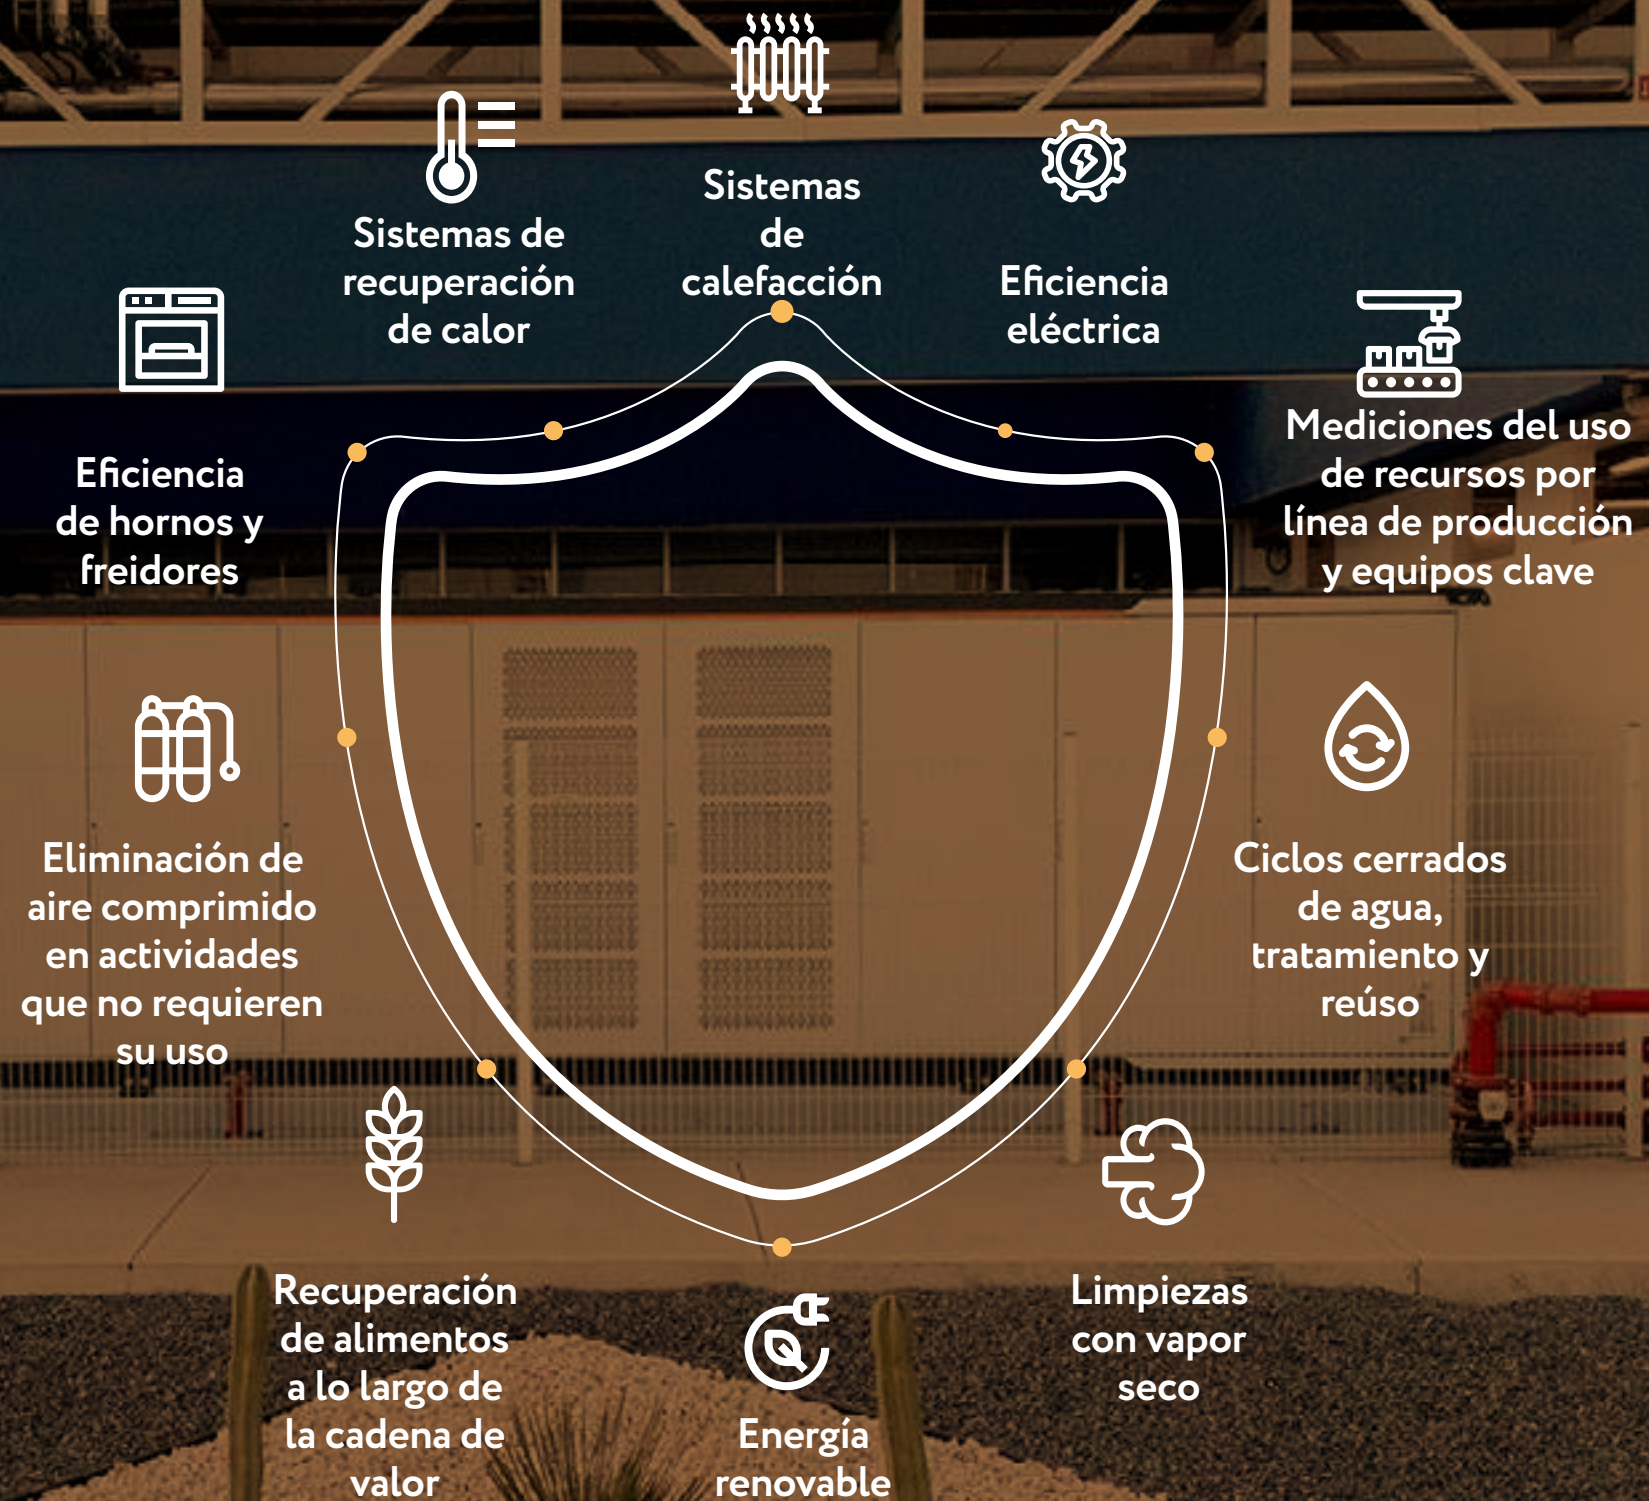 Sistemas
de
calefacción
Sistemas de
recuperación
de calor
Eficiencia
eléctrica
Eficiencia
de hornos y
freidores
Mediciones del uso
de recursos por
línea de producción
y equipos clave
Eliminación de
aire comprimido
en actividades
que no requieren
su uso
Ciclos cerrados
de agua,
tratamiento y
reúso
Recuperación
de alimentos
a lo largo de
la cadena de
valor
Energía
renovable
Limpiezas
con vapor
seco